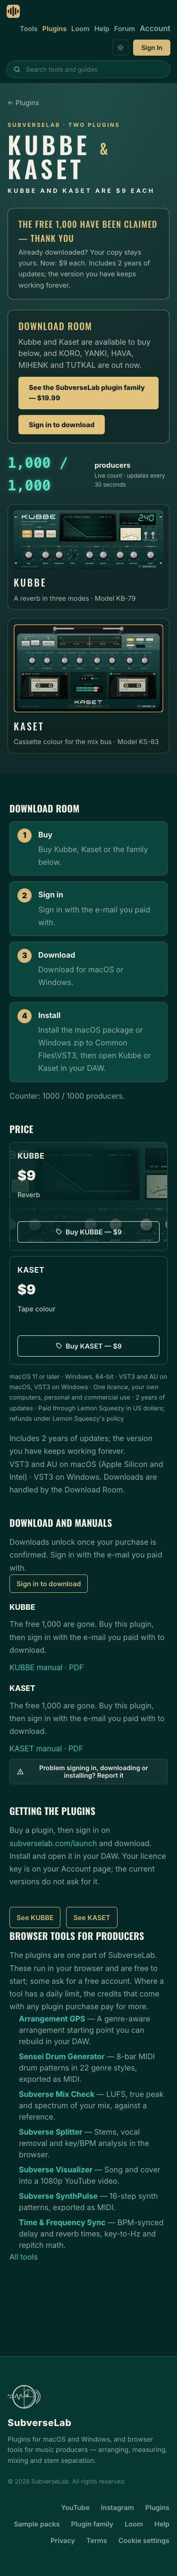 Tools Plugins Loom Help Forum Account
Sign In
Search tools and guides
← Plugins
SUBVERSELAB · TWO PLUGINS
KUBBE &
KASET
KUBBE AND KASET ARE $9 EACH
THE FREE 1,000 HAVE BEEN CLAIMED
— THANK YOU
Already downloaded? Your copy stays
yours. Now: $9 each. Includes 2 years of
updates; the version you have keeps
working forever.
DOWNLOAD ROOM
Kubbe and Kaset are available to buy
below, and KORO, YANKI, HAVA,
MIHENK and TUTKAL are out now.
See the SubverseLab plugin family
— $19.99
Sign in to download
1,000 /
1,000
producers
Live count · updates every
30 seconds
KUBBE
240
KUBBE
A reverb in three modes · Model KB-79
KASET
KASET
Cassette colour for the mix bus · Model KS-83
DOWNLOAD ROOM
1
Buy
Buy Kubbe, Kaset or the family
below.
2
Sign in
Sign in with the e-mail you paid
with.
3
Download
Download for macOS or
Windows.
4
Install
Install the macOS package or
Windows zip to Common
Files\VST3, then open Kubbe or
Kaset in your DAW.
Counter: 1000 / 1000 producers.
PRICE
KUBBE
$9
Reverb
Buy KUBBE — $9
KASET
$9
Tape colour
Buy KASET — $9
macOS 11 or later · Windows, 64-bit · VST3 and AU on
macOS, VST3 on Windows · One licence, your own
computers, personal and commercial use · 2 years of
updates · Paid through Lemon Squeezy in US dollars;
refunds under Lemon Squeezy's policy
Includes 2 years of updates; the version
you have keeps working forever.
VST3 and AU on macOS (Apple Silicon and
Intel) · VST3 on Windows. Downloads are
handled by the Download Room.
DOWNLOAD AND MANUALS
Downloads unlock once your purchase is
confirmed. Sign in with the e-mail you paid
with.
Sign in to download
KUBBE
The free 1,000 are gone. Buy this plugin,
then sign in with the e-mail you paid with to
download.
KUBBE manual · PDF
KASET
The free 1,000 are gone. Buy this plugin,
then sign in with the e-mail you paid with to
download.
KASET manual · PDF
Problem signing in, downloading or
installing? Report it
GETTING THE PLUGINS
Buy a plugin, then sign in on
subverselab.com/launch and download.
Install and open it in your DAW. Your licence
key is on your Account page; the current
versions do not ask for it.
See KUBBE
See KASET
BROWSER TOOLS FOR PRODUCERS
The plugins are one part of SubverseLab.
These run in your browser and are free to
start; some ask for a free account. Where a
tool has a daily limit, the credits that come
with any plugin purchase pay for more.
Arrangement GPS — A genre-aware
arrangement starting point you can
rebuild in your DAW.
Sensei Drum Generator — 8-bar MIDI
drum patterns in 22 genre styles,
exported as MIDI.
Subverse Mix Check — LUFS, true peak
and spectrum of your mix, against a
reference.
Subverse Splitter — Stems, vocal
removal and key/BPM analysis in the
browser.
Subverse Visualizer — Song and cover
into a 1080p YouTube video.
Subverse SynthPulse — 16-step synth
patterns, exported as MIDI.
Time & Frequency Sync — BPM-synced
delay and reverb times, key-to-Hz and
repitch math.
All tools
SubverseLab
Plugins for macOS and Windows, and browser
tools for music producers — arranging, measuring,
mixing and stem separation.
© 2026 SubverseLab. All rights reserved.
YouTube Instagram Plugins
Sample packs Plugin family Loom Help
Privacy Terms Cookie settings